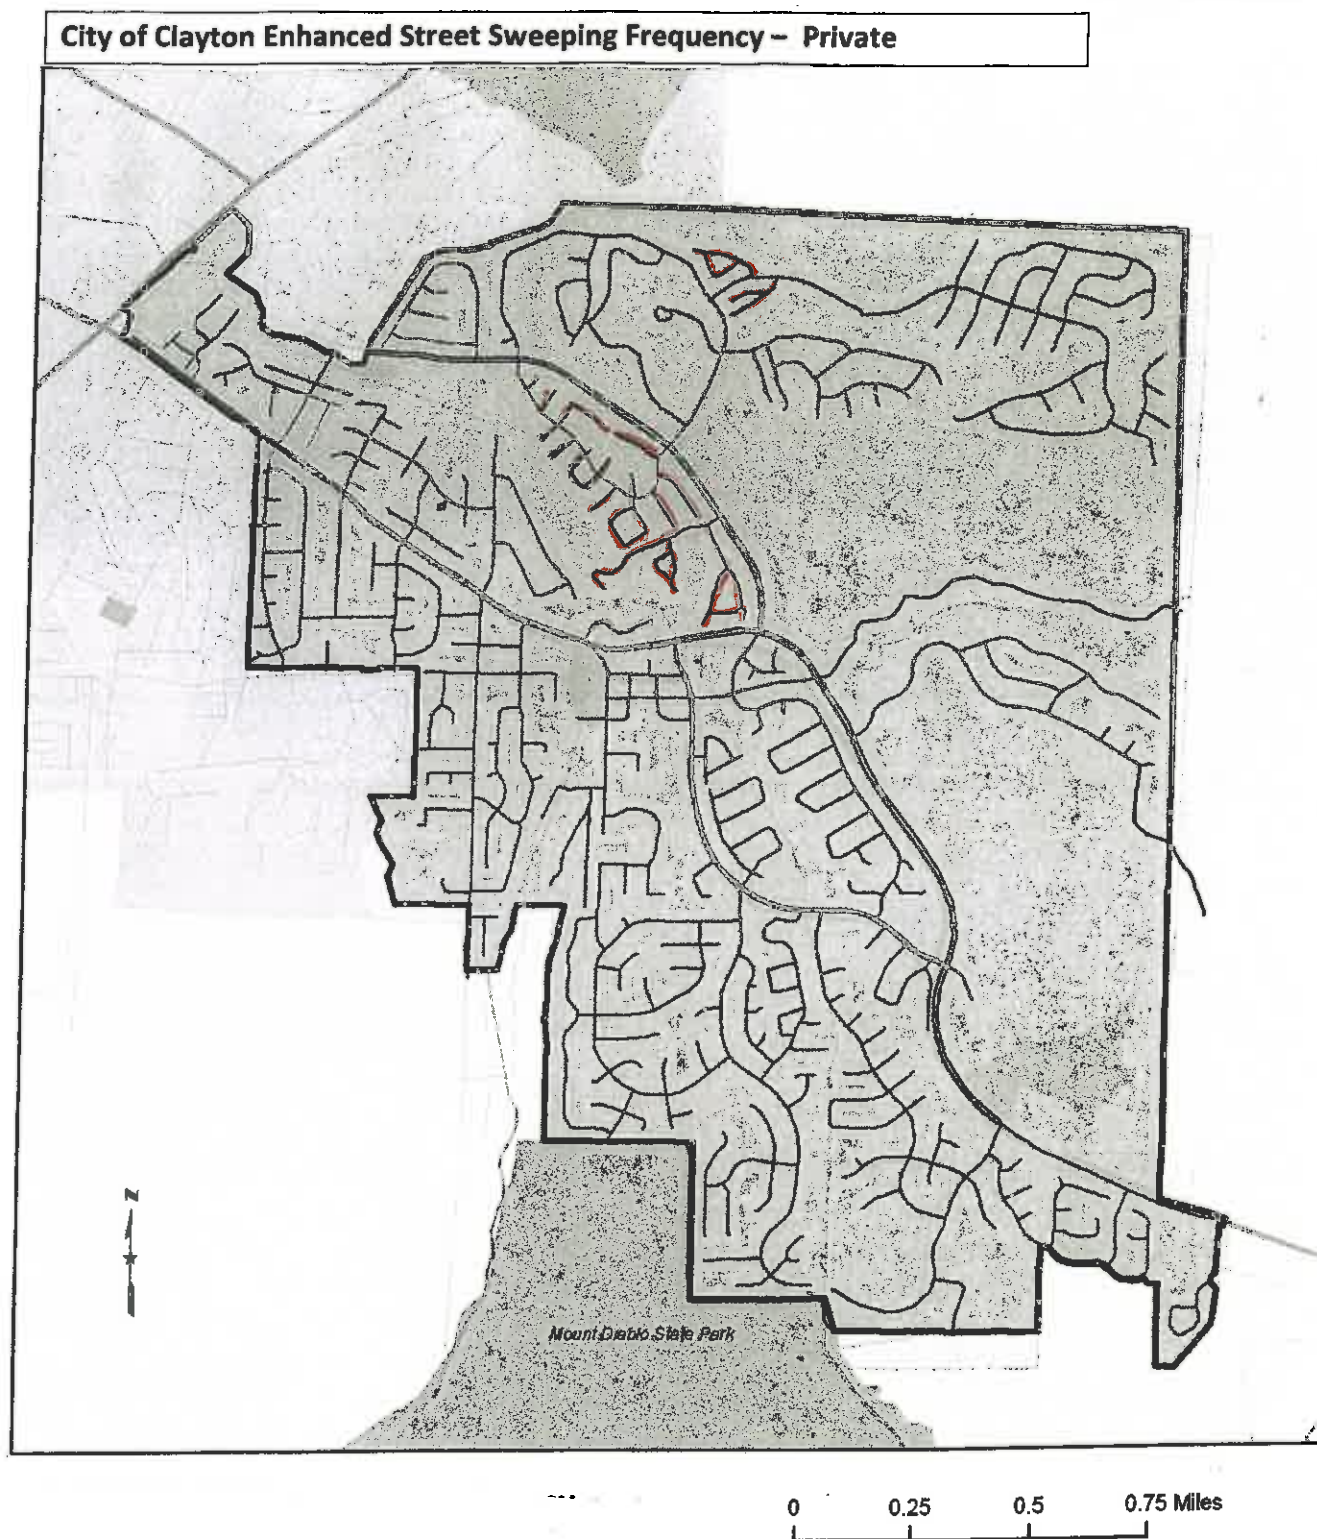 City of Clayton Enhanced Street Sweeping Frequency – Private
N
Mount Diablo State Park
0 0.25 0.5 0.75 Miles